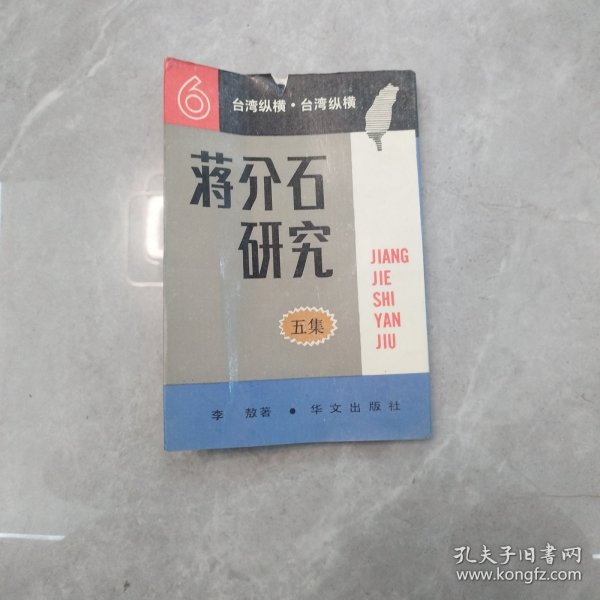 6
台湾纵横·台湾纵横
蒋介石
研究
JIANG
JIE
SHI
YAN
JIU
五集
李敖著·华文出版社
孔夫子旧书网
www.kongfz.com